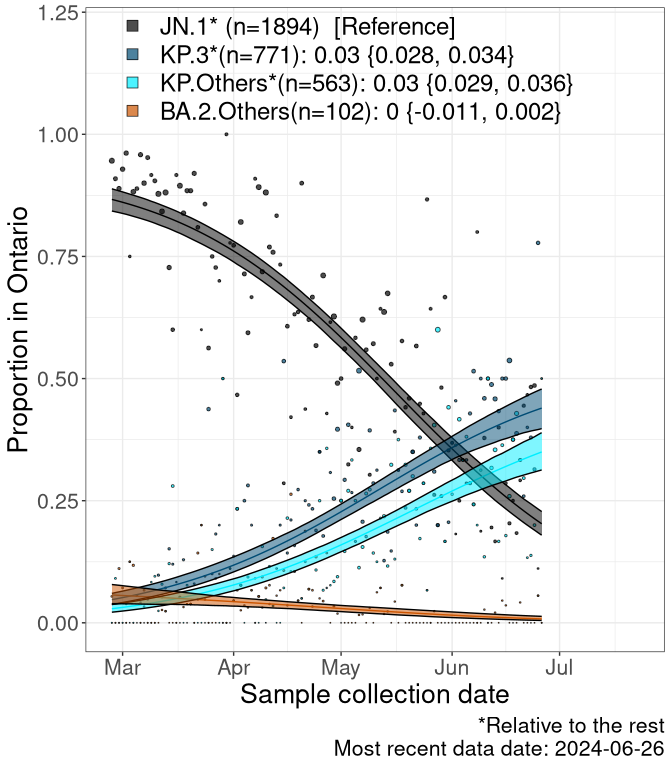 JN.1* (n=1894)  [Reference]
KP.3*(n=771): 0.03 {0.028, 0.034}
KP.Others*(n=563): 0.03 {0.029, 0.036}
BA.2.Others(n=102): 0 {-0.011, 0.002}
1.25
1.00
0.75
0.50
0.25
0.00
Proportion in Ontario
Mar Apr May Jun Jul
Sample collection date
*Relative to the rest
Most recent data date: 2024-06-26